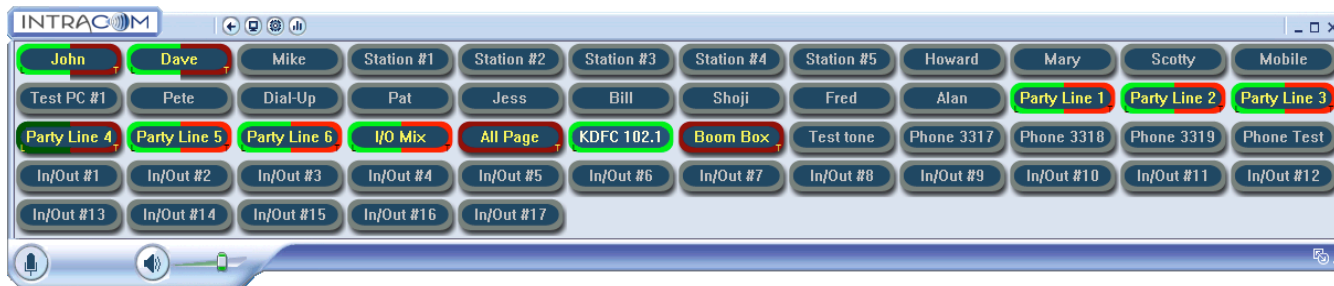 INTRACOM
John Dave Mike Station #1 Station #2 Station #3 Station #4 Station #5 Howard Mary Scotty Mobile
Test PC #1 Pete Dial-Up Pat Jess Bill Shoji Fred Alan Party Line 1 Party Line 2 Party Line 3
Party Line 4 Party Line 5 Party Line 6 I/O Mix All Page KDFC 102.1 Boom Box Test tone Phone 3317 Phone 3318 Phone 3319 Phone Test
In/Out #1 In/Out #2 In/Out #3 In/Out #4 In/Out #5 In/Out #6 In/Out #7 In/Out #8 In/Out #9 In/Out #10 In/Out #11 In/Out #12
In/Out #13 In/Out #14 In/Out #15 In/Out #16 In/Out #17